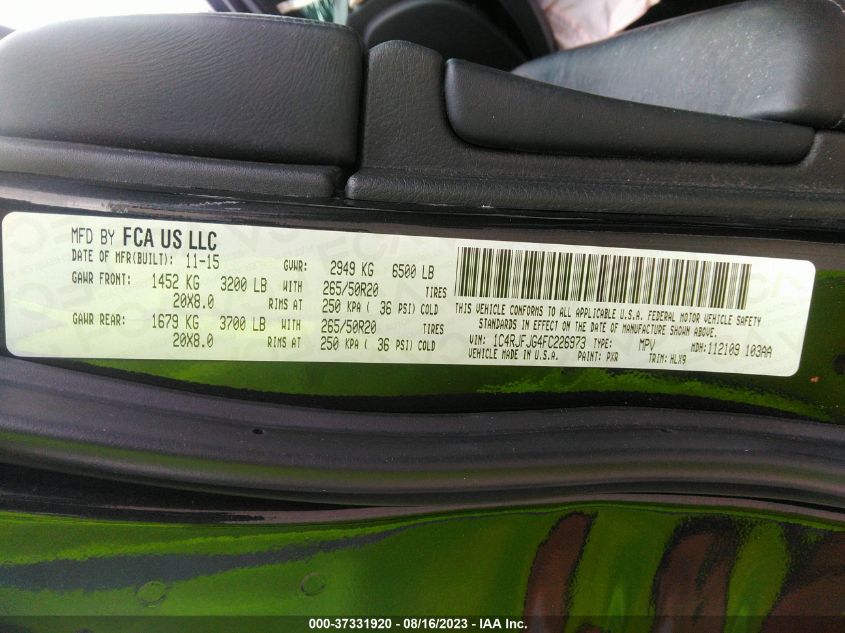 MFD BY FCA US LLC
DATE OF MFR(BUILT): 11-15 GVWR: 2949 KG 6500 LB
GAWR FRONT: 1452 KG 3200 LB WITH 265/50R20 TIRES
20X8.0 RIMS AT 250 KPA ( 36 PSI) COLD
GAWR REAR: 1679 KG 3700 LB WITH 265/50R20 TIRES
20X8.0 RIMS AT 250 KPA ( 36 PSI) COLD
THIS VEHICLE CONFORMS TO ALL APPLICABLE U.S.A. FEDERAL MOTOR VEHICLE SAFETY
STANDARDS IN EFFECT ON THE DATE OF MANUFACTURE SHOWN ABOVE.
VIN: 1C4RJFJG4FC226973 TYPE: MPV MDH: 112109 103AA
VEHICLE MADE IN U.S.A. PAINT: PXR TRIM: HLX9
000-37331920 - 08/16/2023 - © IAA Inc.